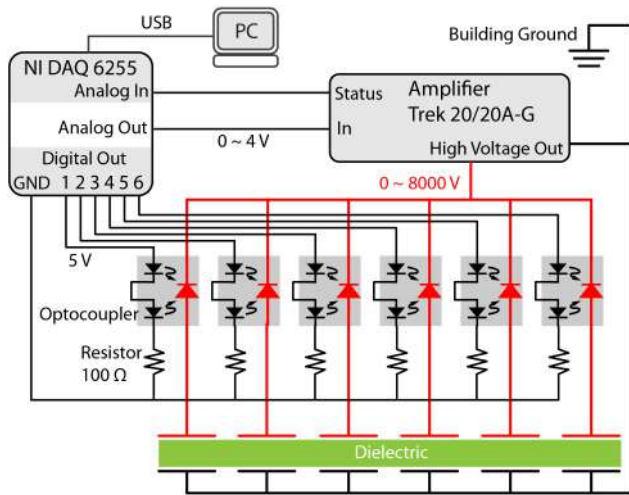 USB
PC
Building Ground
NI DAQ 6255
Analog In
Analog Out
Digital Out
GND 1 2 3 4 5 6
0 ~ 4 V
Status
In
Amplifier
Trek 20/20A-G
High Voltage Out
0 ~ 8000 V
5 V
Optocoupler
Resistor
100 Ω
Dielectric